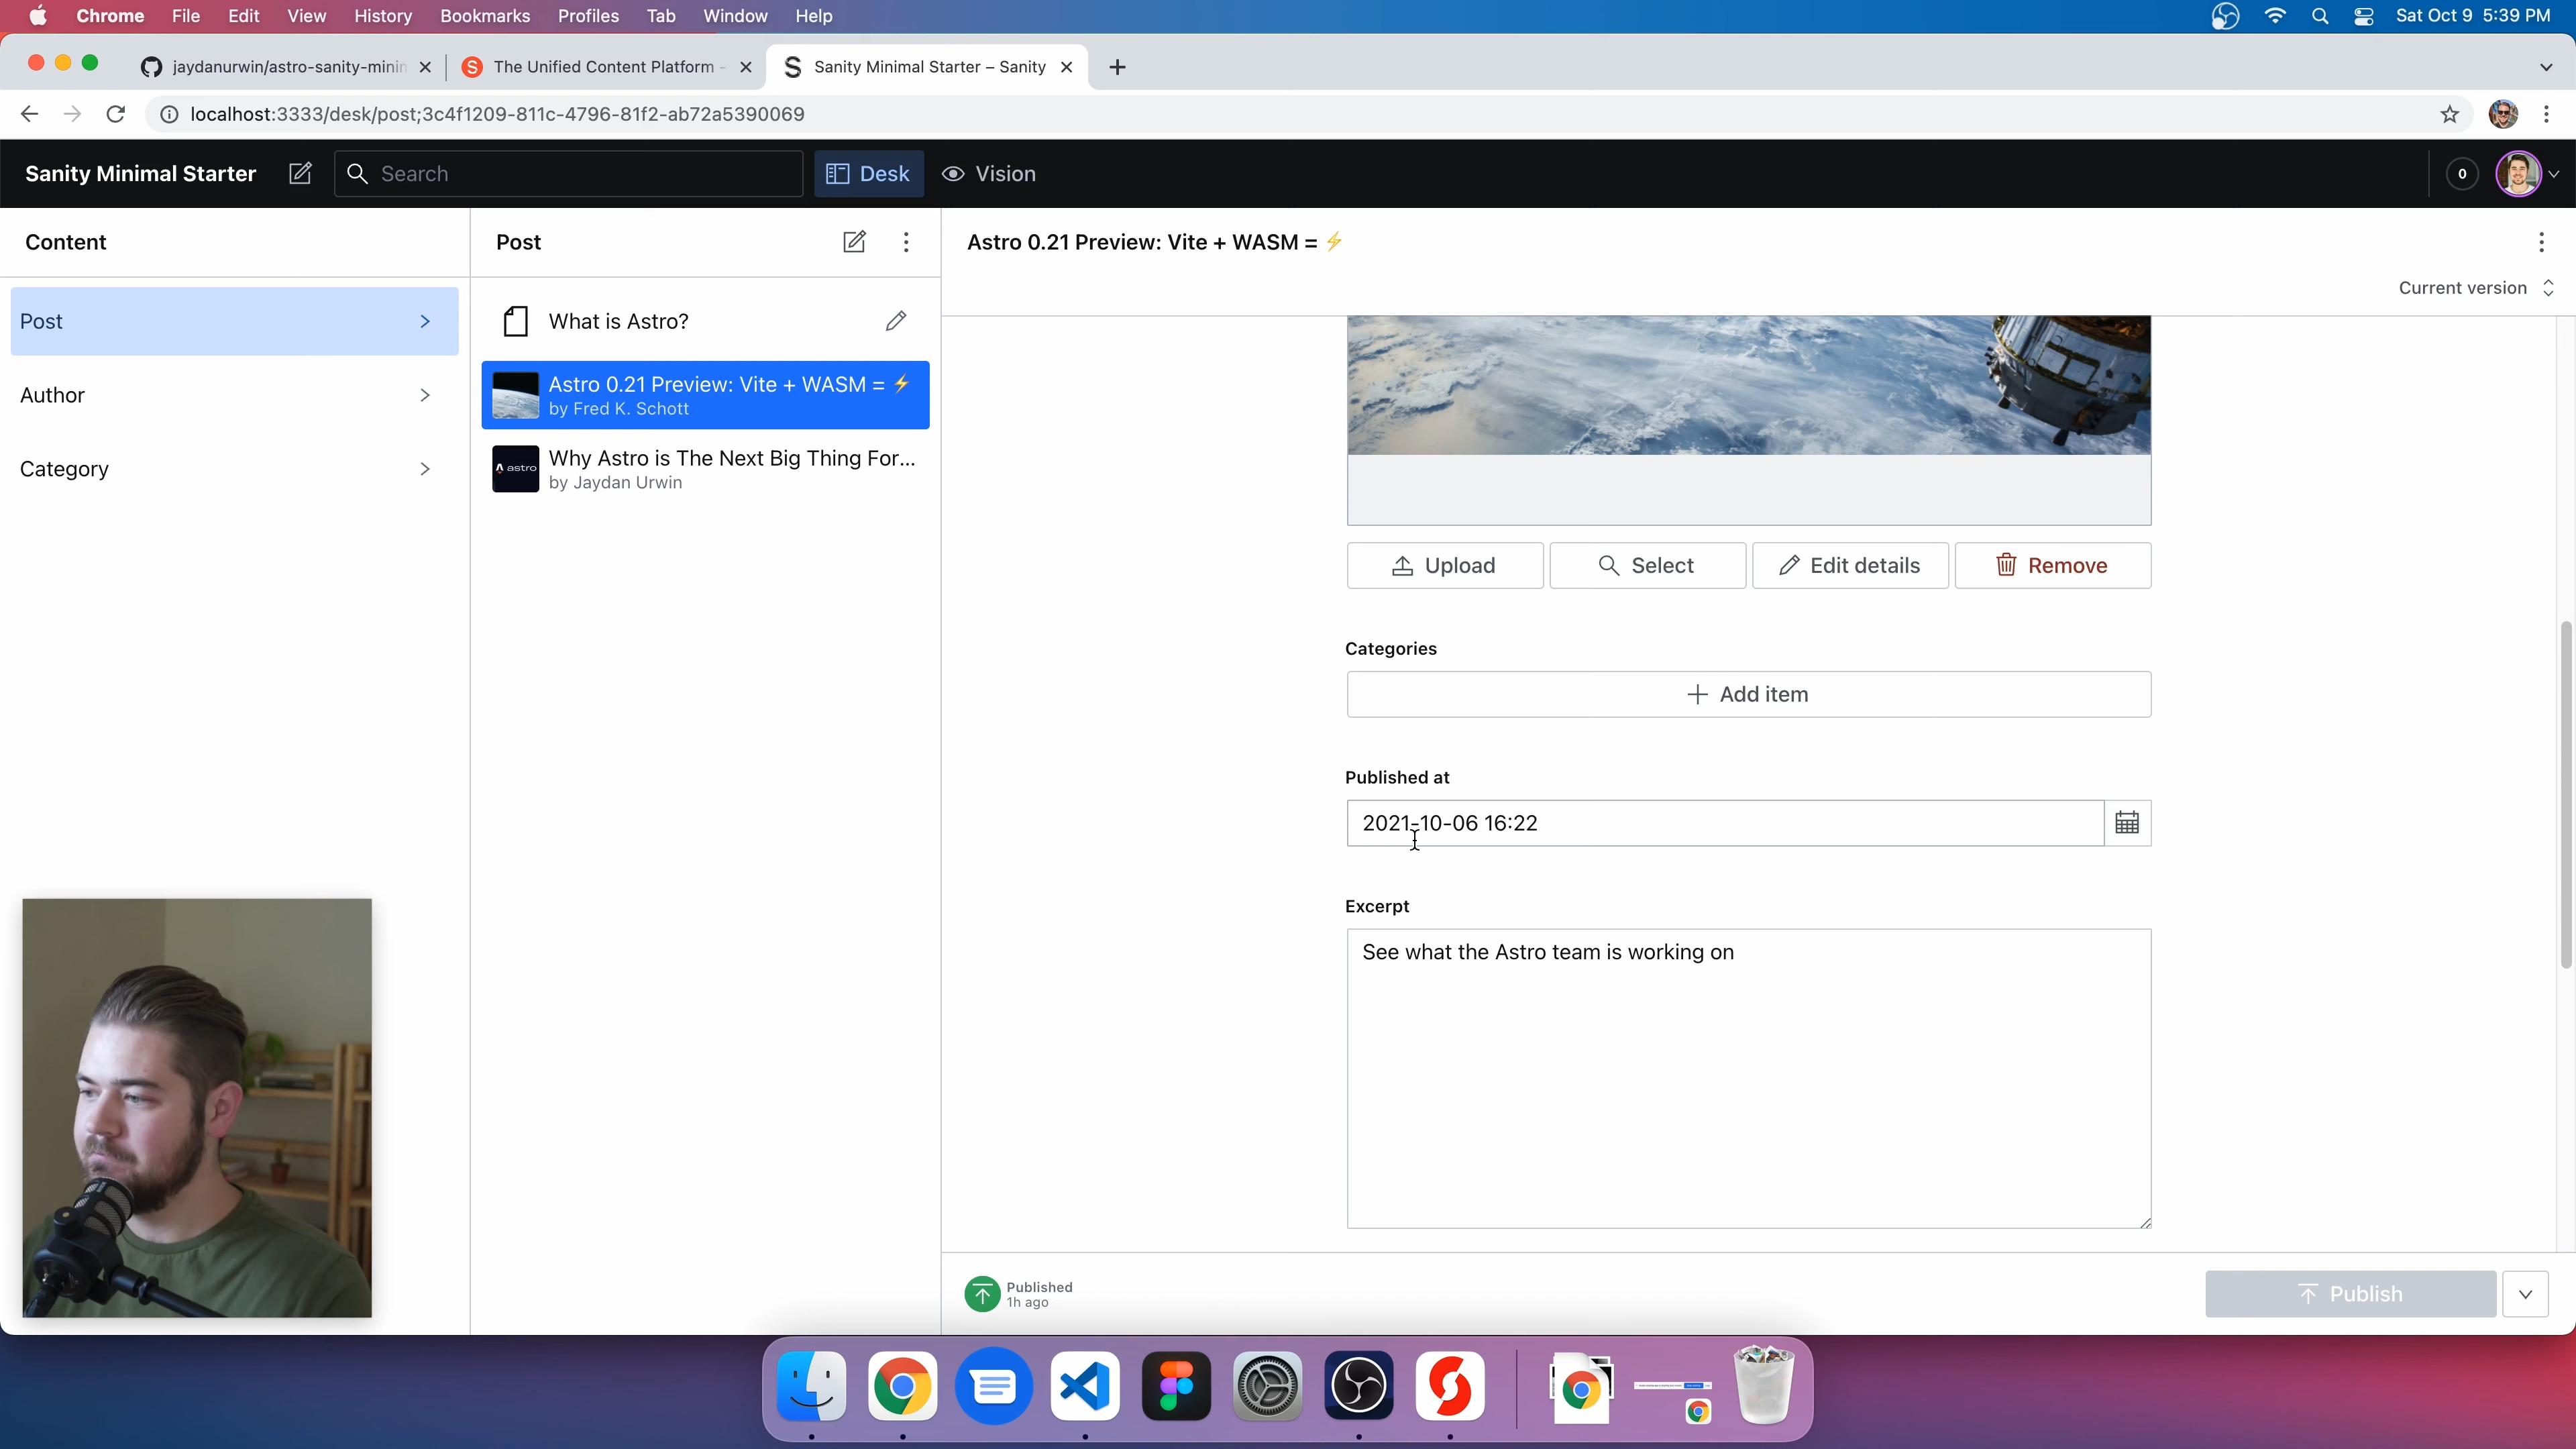 Chrome File Edit View History Bookmarks Profiles Tab Window Help Sat Oct 9 5:39 PM
jaydanurwin/astro-sanity-minin The Unified Content Platform - Sanity Minimal Starter – Sanity
localhost:3333/desk/post;3c4f1209-811c-4796-81f2-ab72a5390069
Sanity Minimal Starter Search Desk Vision 0
Content Post Astro 0.21 Preview: Vite + WASM = ⚡
Current version
Post
Author
Category
What is Astro?
Astro 0.21 Preview: Vite + WASM = ⚡
by Fred K. Schott
astro
Why Astro is The Next Big Thing For...
by Jaydan Urwin
Upload Select Edit details Remove
Categories
Add item
Published at
2021-10-06 16:22
Excerpt
See what the Astro team is working on
Published
1h ago
Publish